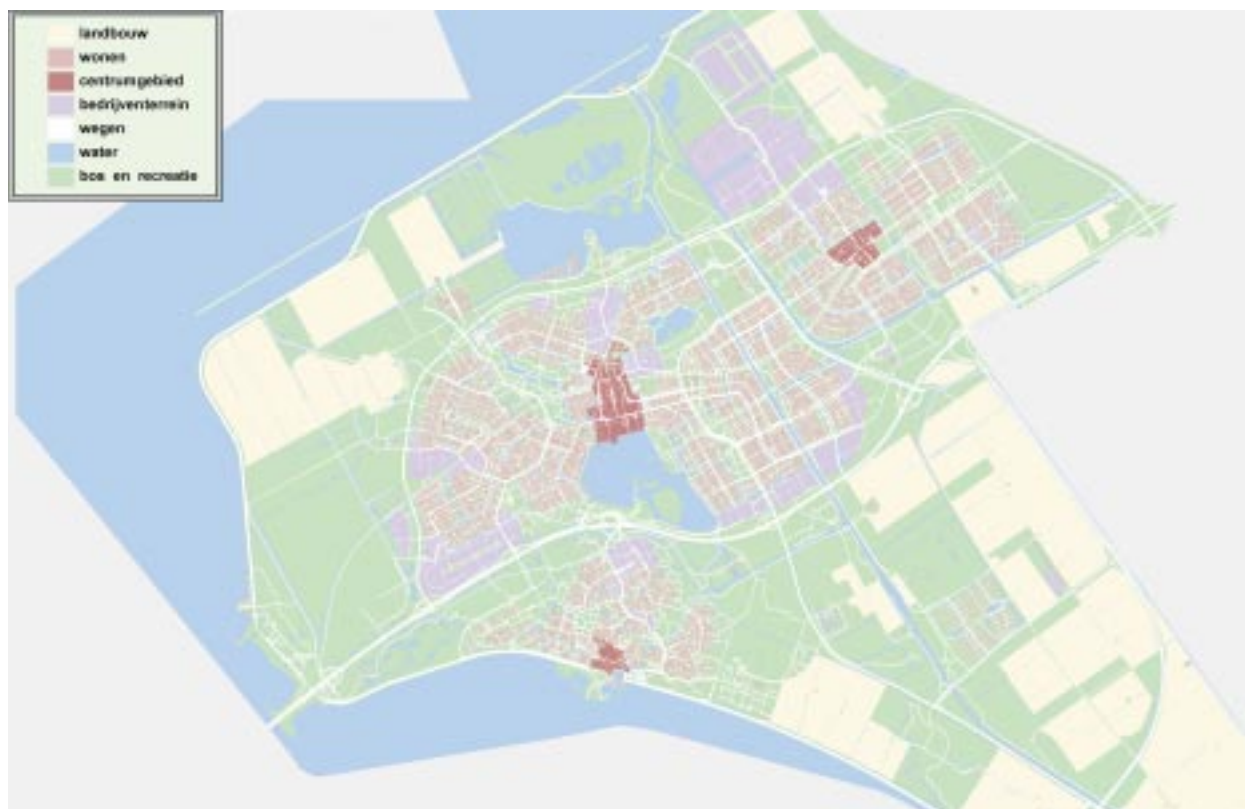 landbouw
wonen
centrumgebied
bedrijventerrein
wegen
water
bos en recreatie